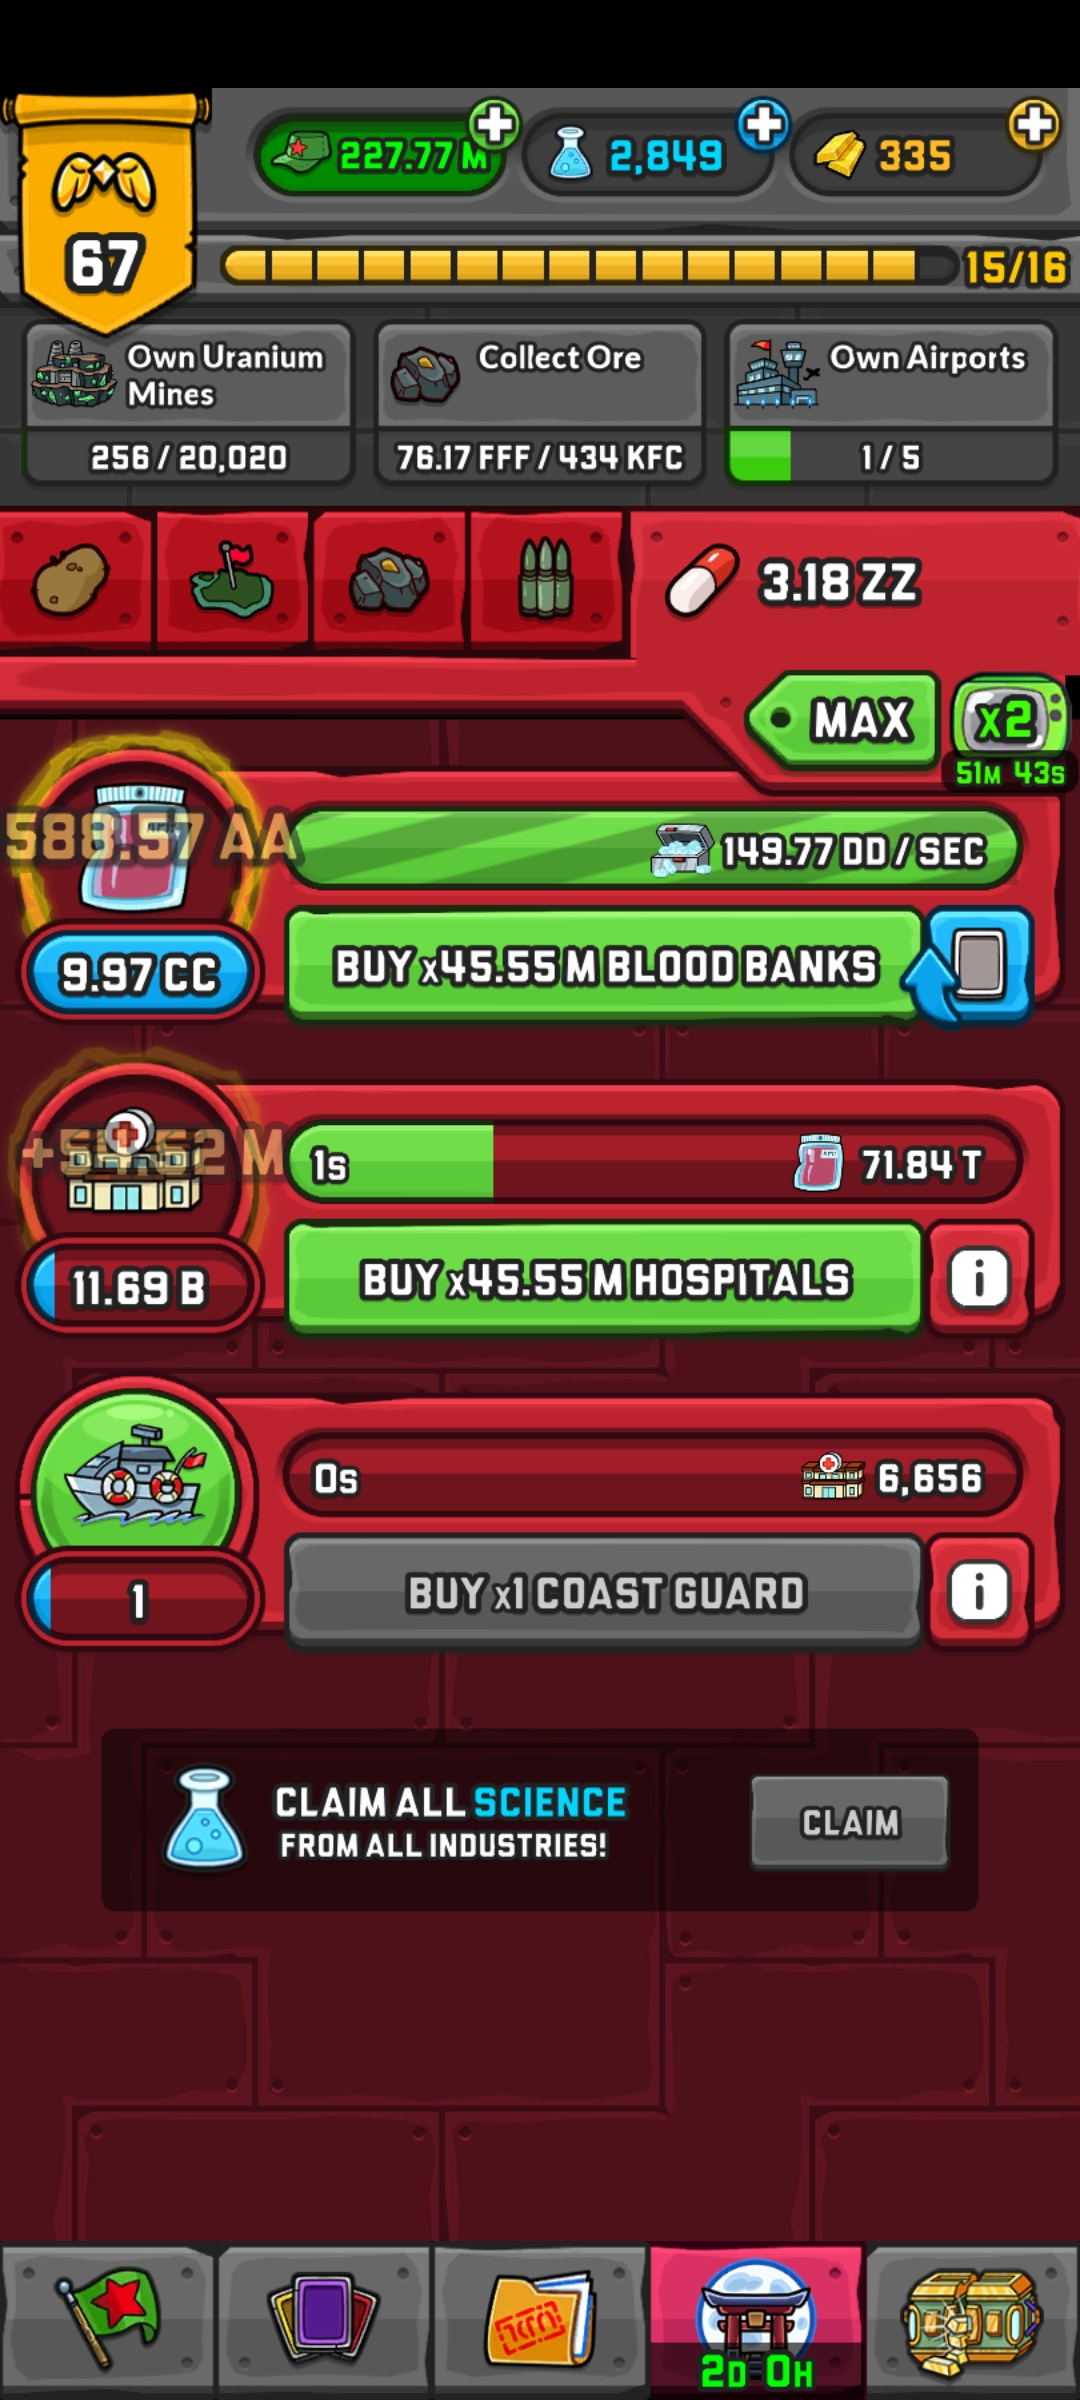 227.77 M
2,849
335
67
15/16
Own Uranium
Mines
Collect Ore
Own Airports
256 / 20,020
76.17 FFF / 434 KFC
1 / 5
3.18 ZZ
MAX
x2
51M 43S
588.57 AA
149.77 DD / SEC
9.97 CC
BUY x45.55 M BLOOD BANKS
1s
71.84 T
11.69 B
BUY x45.55 M HOSPITALS
0s
6,656
1
BUY x1 COAST GUARD
CLAIM ALL SCIENCE
FROM ALL INDUSTRIES!
CLAIM
2D 0H